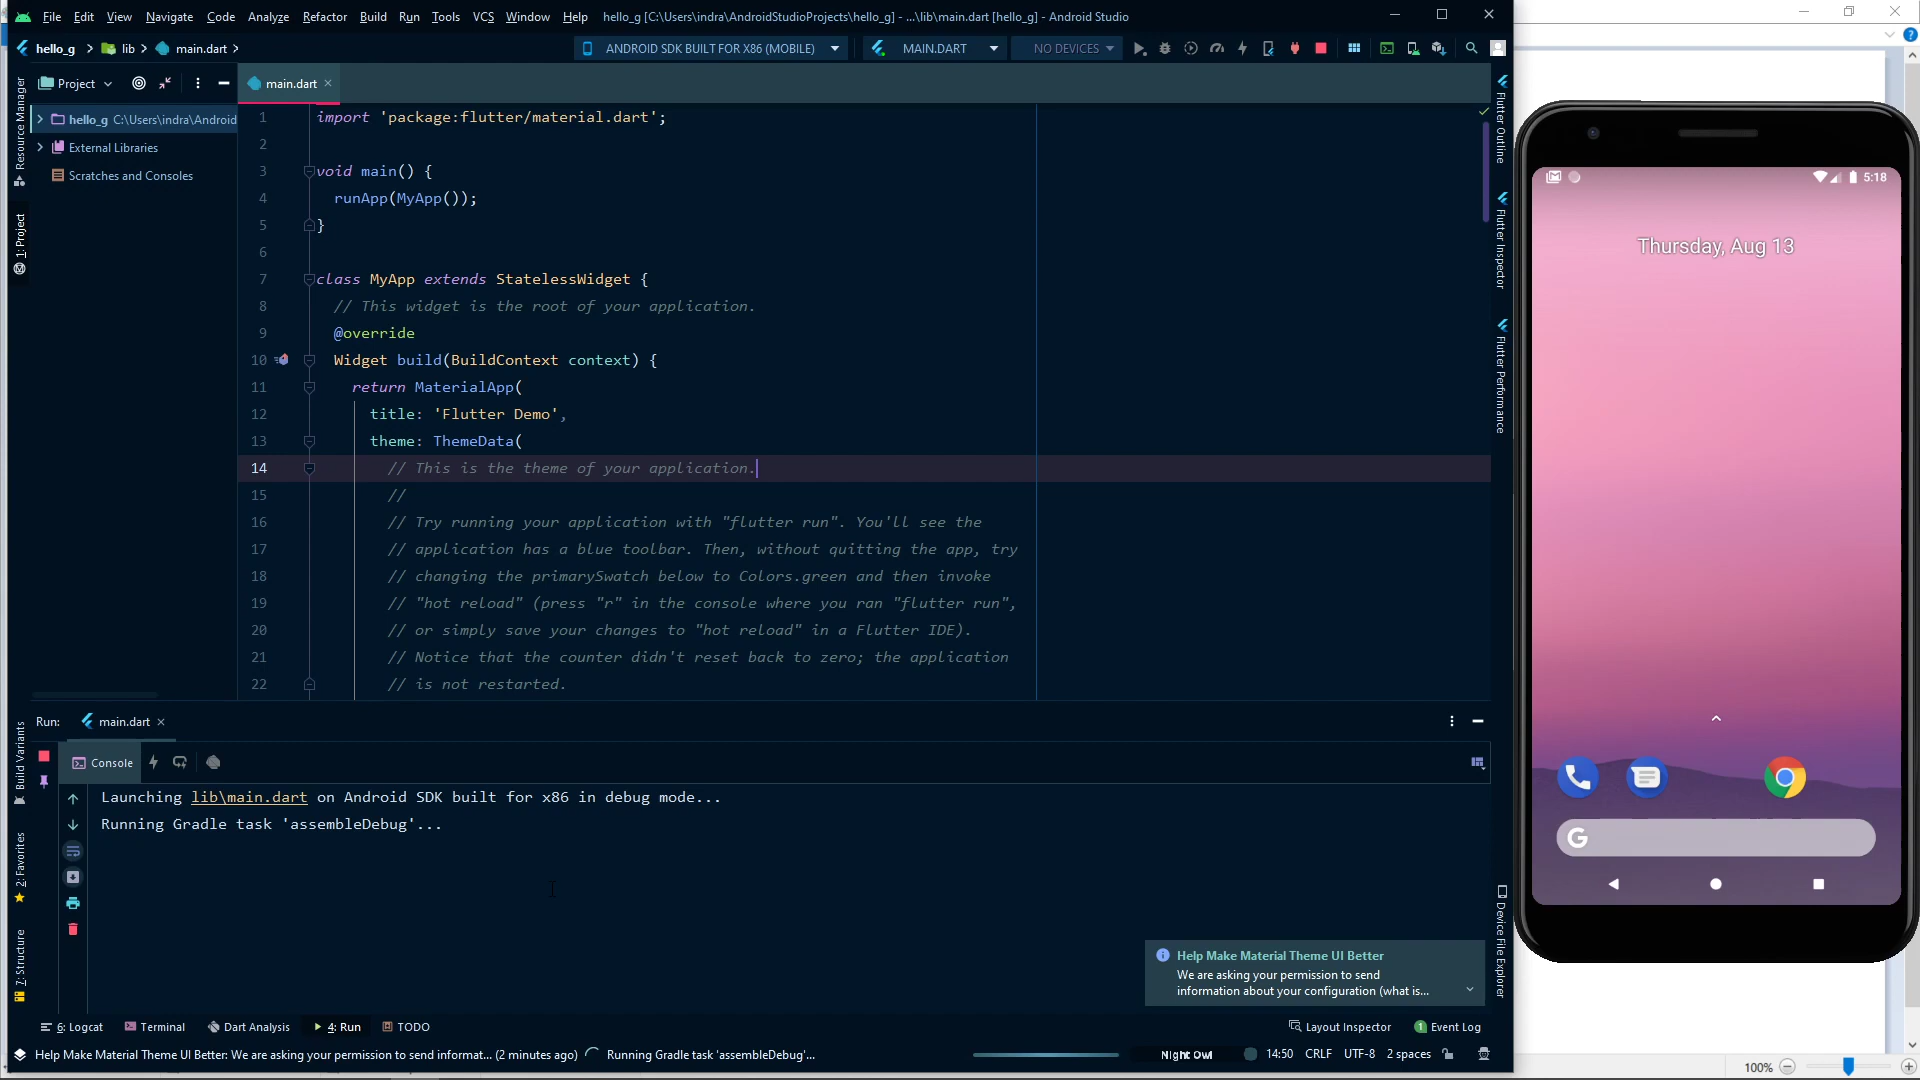 File Edit View Navigate Code Analyze Refactor Build Run Tools VCS Window Help hello_g [C:\Users\indra\AndroidStudioProjects\hello_g] - ...\lib\main.dart [hello_g] - Android Studio
hello_g lib main.dart
ANDROID SDK BUILT FOR X86 (MOBILE) MAIN.DART NO DEVICES
Project
main.dart
hello_g C:\Users\indra\Android
External Libraries
Scratches and Consoles
Resource Manager
1: Project
Build Variants
2: Favorites
7: Structure
1 import 'package:flutter/material.dart';
2
3 void main() {
4 runApp(MyApp());
5 }
6
7 class MyApp extends StatelessWidget {
8 // This widget is the root of your application.
9 @override
10 Widget build(BuildContext context) {
11 return MaterialApp(
12 title: 'Flutter Demo',
13 theme: ThemeData(
14 // This is the theme of your application.
15 //
16 // Try running your application with "flutter run". You'll see the
17 // application has a blue toolbar. Then, without quitting the app, try
18 // changing the primarySwatch below to Colors.green and then invoke
19 // "hot reload" (press "r" in the console where you ran "flutter run",
20 // or simply save your changes to "hot reload" in a Flutter IDE).
21 // Notice that the counter didn't reset back to zero; the application
22 // is not restarted.
Flutter Outline
Flutter Inspector
Flutter Performance
Device File Explorer
Run: main.dart
Console
Launching lib\main.dart on Android SDK built for x86 in debug mode...
Running Gradle task 'assembleDebug'...
Help Make Material Theme UI Better
We are asking your permission to send
information about your configuration (what is...
6: Logcat Terminal Dart Analysis 4: Run TODO
Layout Inspector 1 Event Log
Help Make Material Theme UI Better: We are asking your permission to send informat... (2 minutes ago) Running Gradle task 'assembleDebug'...
Night Owl 14:50 CRLF UTF-8 2 spaces
5:18
Thursday, Aug 13
G
100%